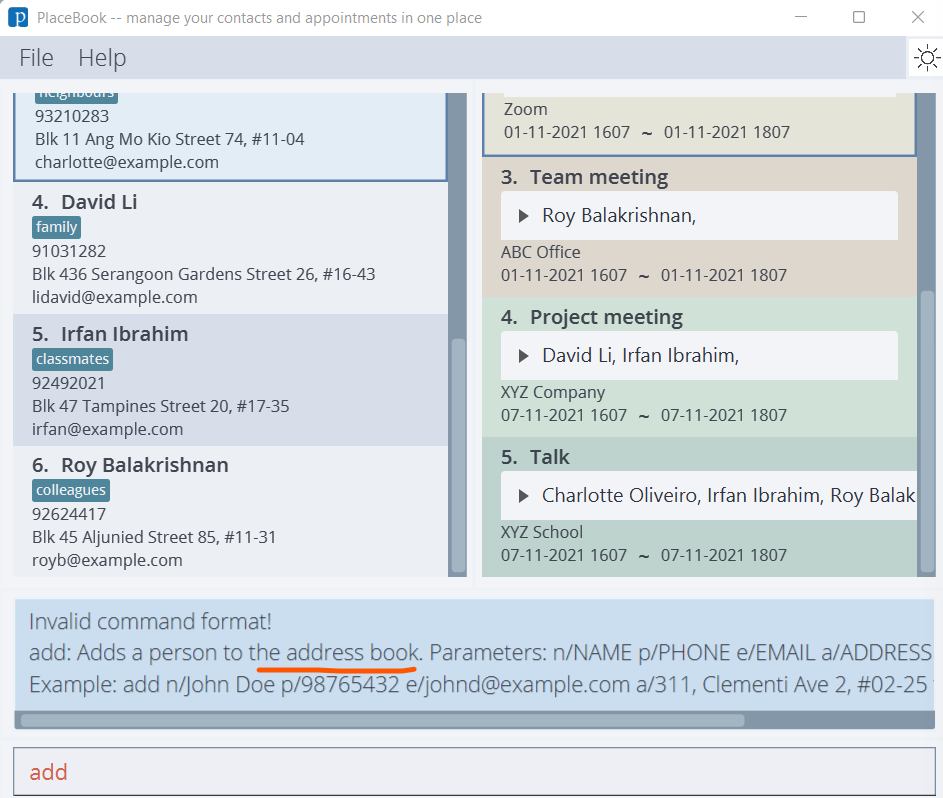 PlaceBook -- manage your contacts and appointments in one place
File Help
neighbours
93210283
Blk 11 Ang Mo Kio Street 74, #11-04
charlotte@example.com
4. David Li
family
91031282
Blk 436 Serangoon Gardens Street 26, #16-43
lidavid@example.com
5. Irfan Ibrahim
classmates
92492021
Blk 47 Tampines Street 20, #17-35
irfan@example.com
6. Roy Balakrishnan
colleagues
92624417
Blk 45 Aljunied Street 85, #11-31
royb@example.com
Zoom
01-11-2021 1607 ~ 01-11-2021 1807
3. Team meeting
Roy Balakrishnan,
ABC Office
01-11-2021 1607 ~ 01-11-2021 1807
4. Project meeting
David Li, Irfan Ibrahim,
XYZ Company
07-11-2021 1607 ~ 07-11-2021 1807
5. Talk
Charlotte Oliveiro, Irfan Ibrahim, Roy Balak
XYZ School
07-11-2021 1607 ~ 07-11-2021 1807
Invalid command format!
add: Adds a person to the address book. Parameters: n/NAME p/PHONE e/EMAIL a/ADDRESS
Example: add n/John Doe p/98765432 e/johnd@example.com a/311, Clementi Ave 2, #02-25
add